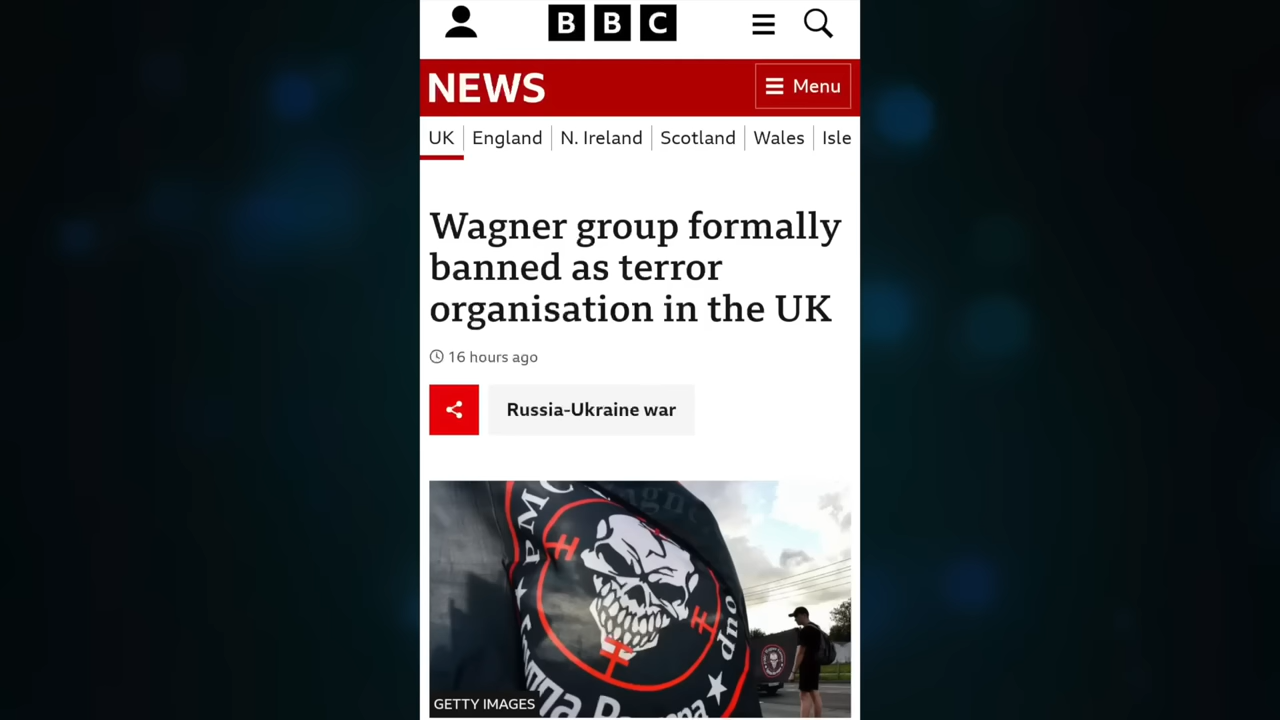 BBC
NEWS
Menu
UK
England
N. Ireland
Scotland
Wales
Isle
Wagner group formally
banned as terror
organisation in the UK
16 hours ago
Russia-Ukraine war
GETTY IMAGES